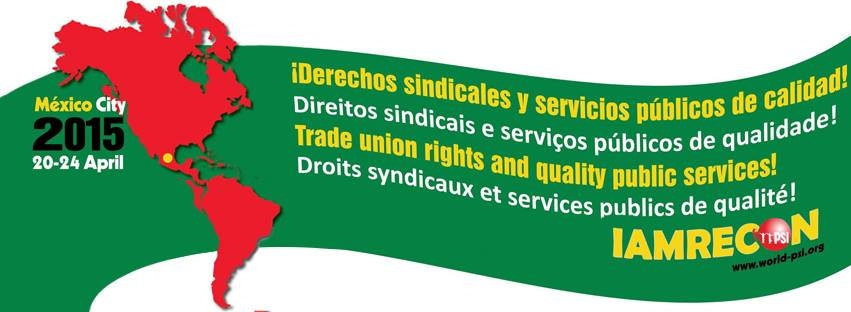 México City
2015
20-24 April
¡Derechos sindicales y servicios públicos de calidad!
Direitos sindicais e serviços públicos de qualidade!
Trade union rights and quality public services!
Droits syndicaux et services publics de qualité!
IAMRECON
PSI
www.world-psi.org